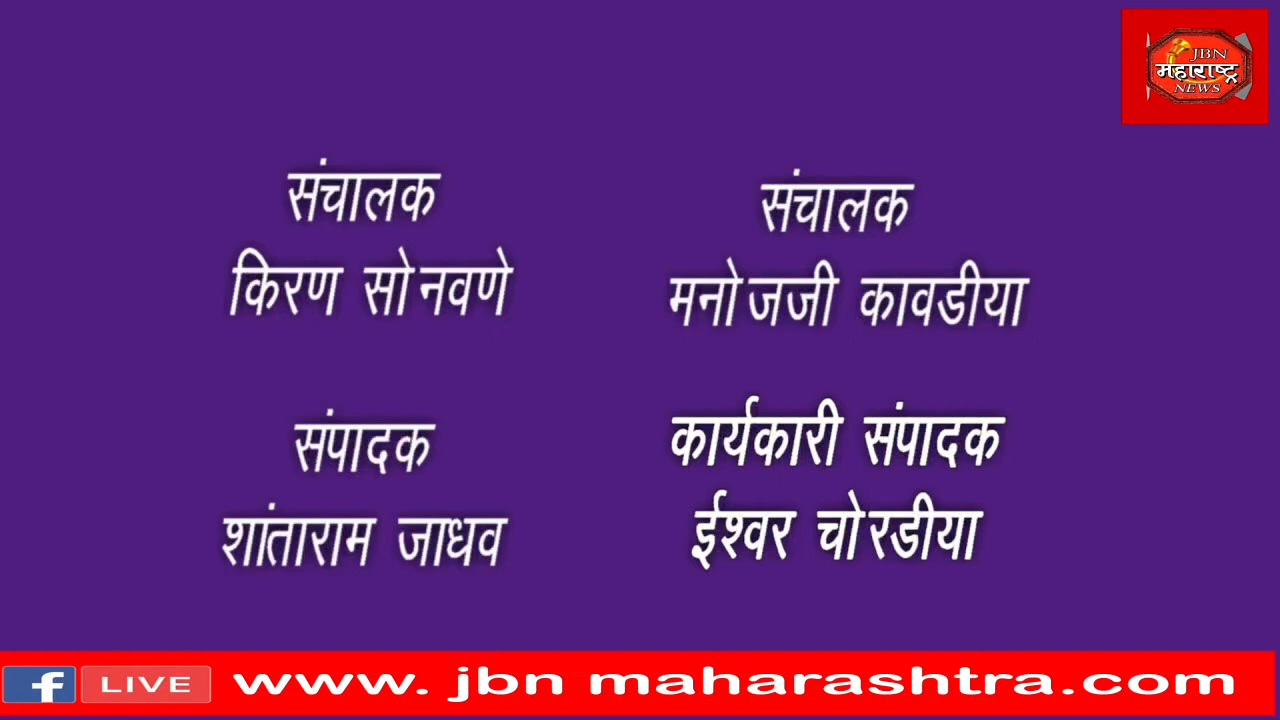 JBN
महाराष्ट्र
NEWS
संचालक
किरण सोनवणे
संचालक
मनोजजी कावडीया
संपादक
शांताराम जाधव
कार्यकारी संपादक
ईश्वर चोरडीया
f LIVE www. jbn maharashtra.com